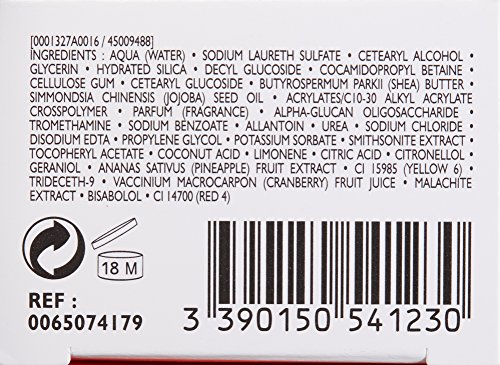 [0001327A0016 / 45009488]
INGREDIENTS : AQUA (WATER) • SODIUM LAURETH SULFATE • CETEARYL ALCOHOL •
GLYCERIN • HYDRATED SILICA • DECYL GLUCOSIDE • COCAMIDOPROPYL BETAINE •
CELLULOSE GUM • CETEARYL GLUCOSIDE • BUTYROSPERMUM PARKII (SHEA) BUTTER •
SIMMONDSIA CHINENSIS (JOJOBA) SEED OIL • ACRYLATES/C10-30 ALKYL ACRYLATE
CROSSPOLYMER • PARFUM (FRAGRANCE) • ALPHA-GLUCAN OLIGOSACCHARIDE •
TROMETHAMINE • SODIUM BENZOATE • ALLANTOIN • UREA • SODIUM CHLORIDE •
DISODIUM EDTA • PROPYLENE GLYCOL • POTASSIUM SORBATE • SMITHSONITE EXTRACT •
TOCOPHERYL ACETATE • COCONUT ACID • LIMONENE • CITRIC ACID • CITRONELLOL •
GERANIOL • ANANAS SATIVUS (PINEAPPLE) FRUIT EXTRACT • CI 15985 (YELLOW 6) •
TRIDECETH-9 • VACCINIUM MACROCARPON (CRANBERRY) FRUIT JUICE • MALACHITE
EXTRACT • BISABOLOL • CI 14700 (RED 4)
18 M
REF :
0065074179
3 390150 541230